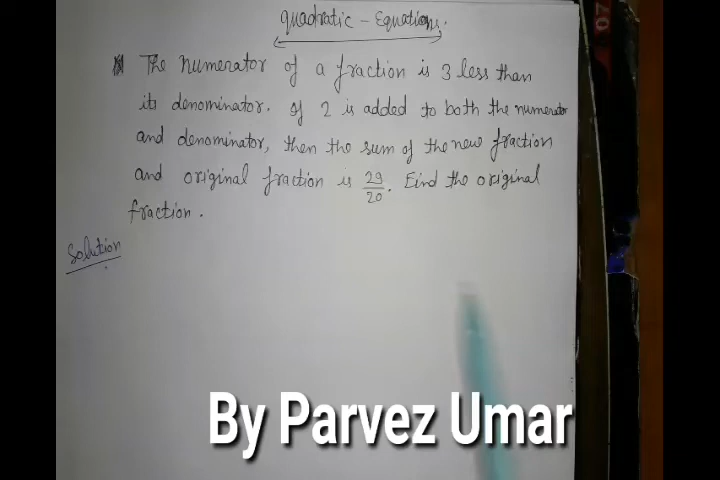 Quadratic - Equations.
The numerator of a fraction is 3 less than
its denominator. If 2 is added to both the numerator
and denominator, then the sum of the new fraction
and original fraction is 29/20. Find the original
fraction.
Solution
By Parvez Umar
07